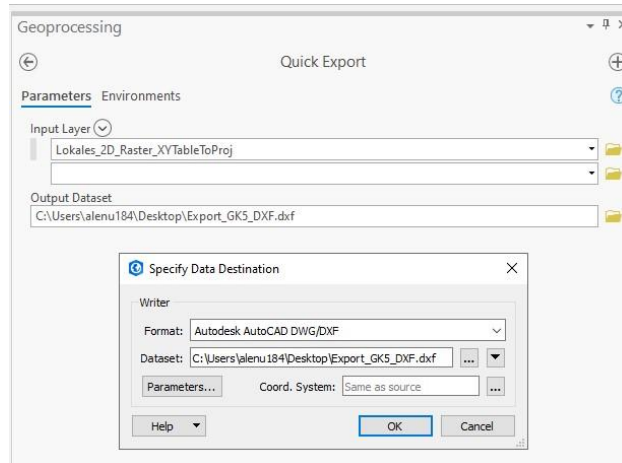 Geoprocessing
Quick Export
Parameters Environments
Input Layer
Lokales_2D_Raster_XYTableToProj
Output Dataset
C:\Users\alenu184\Desktop\Export_GK5_DXF.dxf
Specify Data Destination
Writer
Format: Autodesk AutoCAD DWG/DXF
Dataset: C:\Users\alenu184\Desktop\Export_GK5_DXF.dxf ...
Parameters... Coord. System: Same as source ...
Help OK Cancel